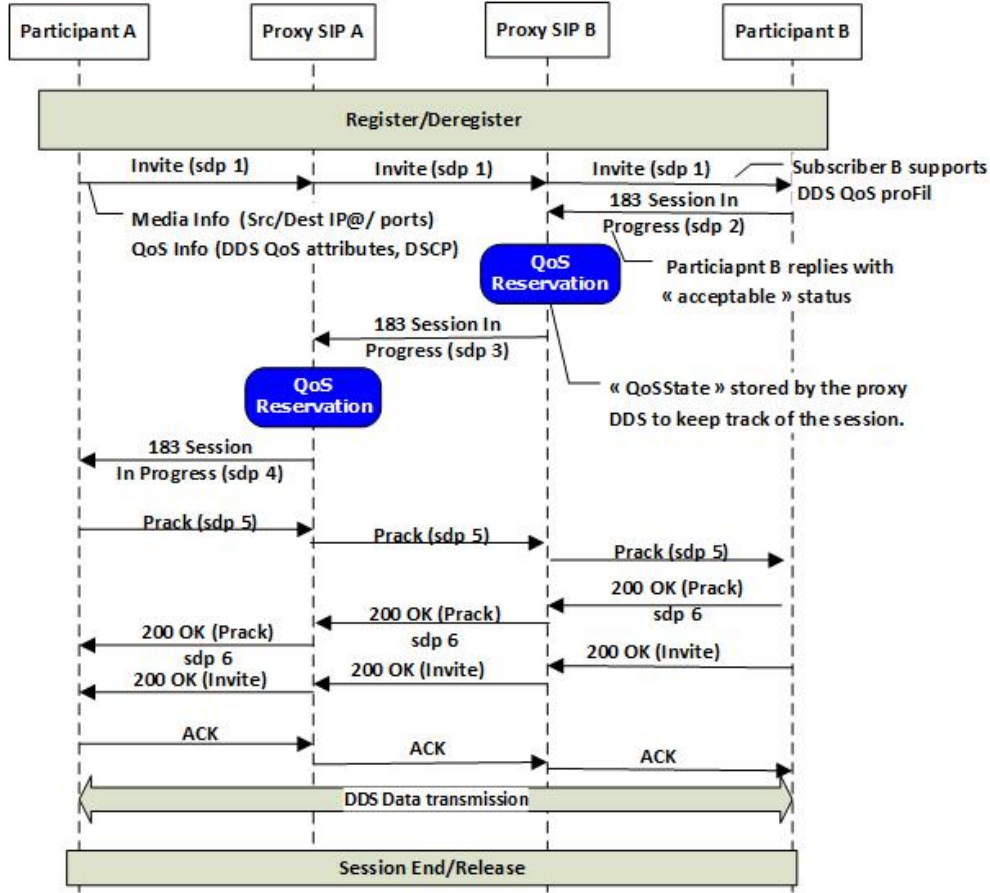 Participant A
Proxy SIP A
Proxy SIP B
Participant B
Register/Deregister
Invite (sdp 1)
Invite (sdp 1)
Invite (sdp 1)
Subscriber B supports
DDS QoS proFil
Media Info (Src/Dest IP@/ ports)
QoS Info (DDS QoS attributes, DSCP)
183 Session In
Progress (sdp 2)
QoS
Reservation
Particiapnt B replies with
« acceptable » status
183 Session In
Progress (sdp 3)
QoS
Reservation
« QoSState » stored by the proxy
DDS to keep track of the session.
183 Session
In Progress (sdp 4)
Prack (sdp 5)
Prack (sdp 5)
Prack (sdp 5)
200 OK (Prack)
sdp 6
200 OK (Prack)
sdp 6
200 OK (Prack)
sdp 6
200 OK (Invite)
200 OK (Invite)
200 OK (Invite)
ACK
ACK
ACK
DDS Data transmission
Session End/Release